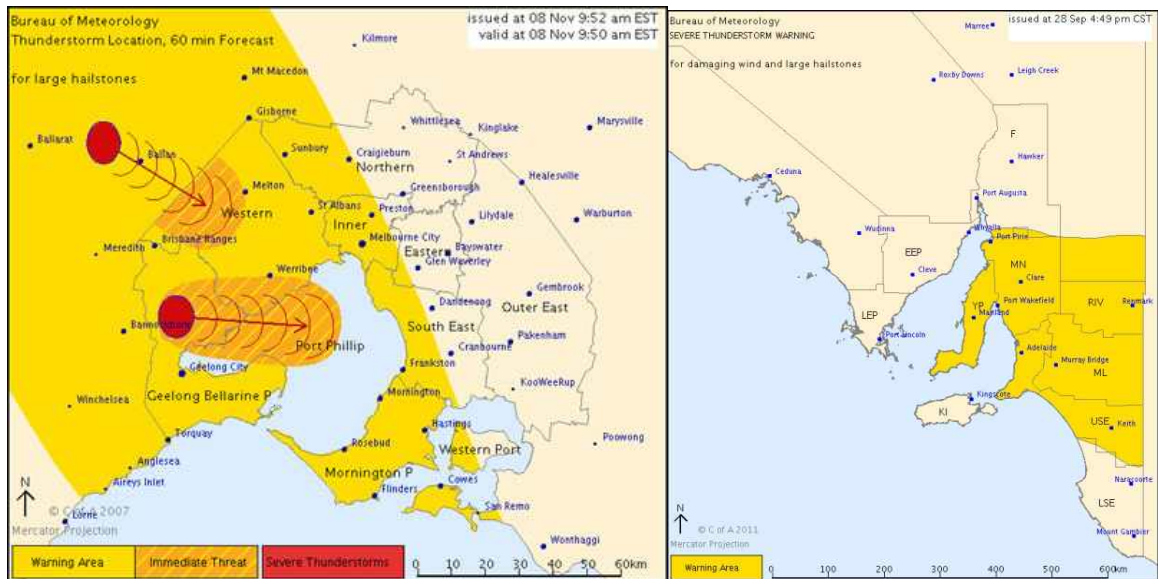 Bureau of Meteorology
Thunderstorm Location, 60 min Forecast
for large hailstones
issued at 08 Nov 9:52 am EST
valid at 08 Nov 9:50 am EST
Kilmore
Mt Macedon
Gisborne
Whittlesea
Kinglake
Marysville
Ballarat
Ballan
Sunbury
Craigieburn
St Andrews
Northern
Healesville
Melton
Greensborough
Western
St Albans
Preston
Lilydale
Warburton
Inner
Melbourne City
Brisbane Ranges
Meredith
Eastern
Bayswater
Glen Waverley
Werribee
Gembrook
Dandenong
Outer East
South East
Port Phillip
Pakenham
Cranbourne
Geelong City
Frankston
KooWeeRup
Geelong Bellarine P
Mornington
Winchelsea
Hastings
Torquay
Rosebud
Western Port
Poowong
Anglesea
Mornington P
Aireys Inlet
Flinders
Cowes
San Remo
N
© C of A 2007
Lorne
Mercator Projection
Wonthaggi
Warning Area
Immediate Threat
Severe Thunderstorms
0 10 20 30 40 50 60km
Bureau of Meteorology
SEVERE THUNDERSTORM WARNING
for damaging wind and large hailstones
issued at 28 Sep 4:49 pm CST
Marree
Roxby Downs
Leigh Creek
F
Hawker
Ceduna
Port Augusta
Wudinna
Whyalla
Port Pirie
EEP
Cleve
MN
Clare
YP
Port Wakefield
Maitland
RIV
Renmark
LEP
Port Lincoln
Adelaide
Murray Bridge
ML
Kingscote
KI
USE
Keith
Naracoorte
LSE
N
© C of A 2011
Mount Gambier
Mercator Projection
Warning Area
0 100 200 300 400 500 600 km